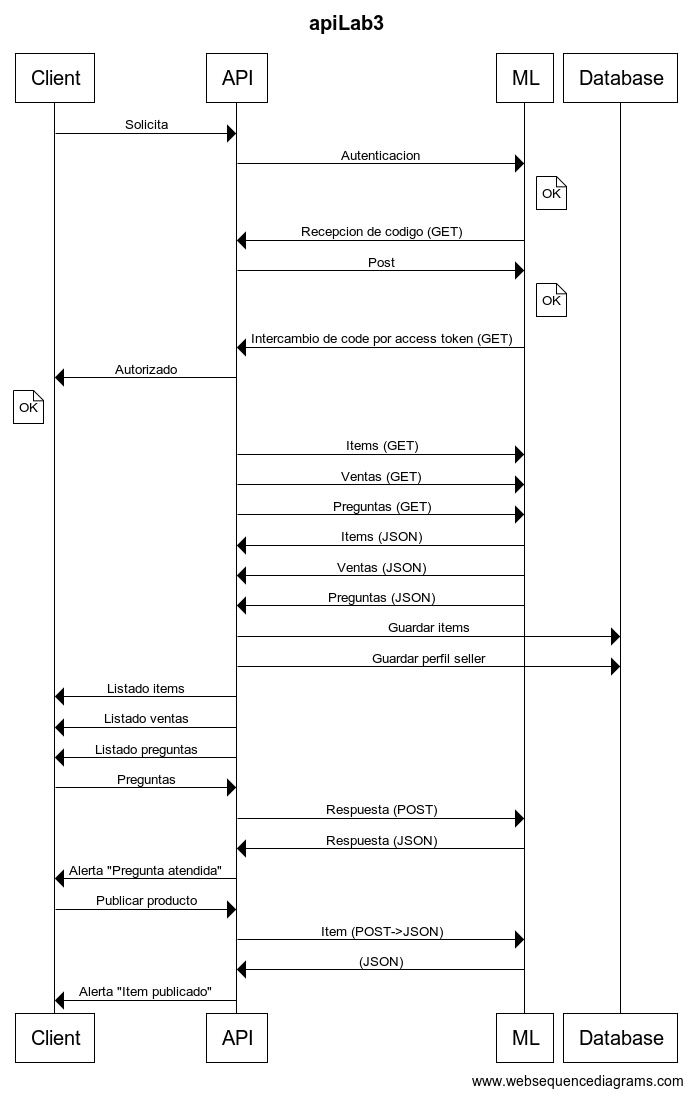 apiLab3
Client API ML Database
Solicita
Autenticacion
OK
Recepcion de codigo (GET)
Post
OK
Intercambio de code por access token (GET)
Autorizado
OK
Items (GET)
Ventas (GET)
Preguntas (GET)
Items (JSON)
Ventas (JSON)
Preguntas (JSON)
Guardar items
Guardar perfil seller
Listado items
Listado ventas
Listado preguntas
Preguntas
Respuesta (POST)
Respuesta (JSON)
Alerta "Pregunta atendida"
Publicar producto
Item (POST->JSON)
(JSON)
Alerta "Item publicado"
Client API ML Database
www.websequencediagrams.com